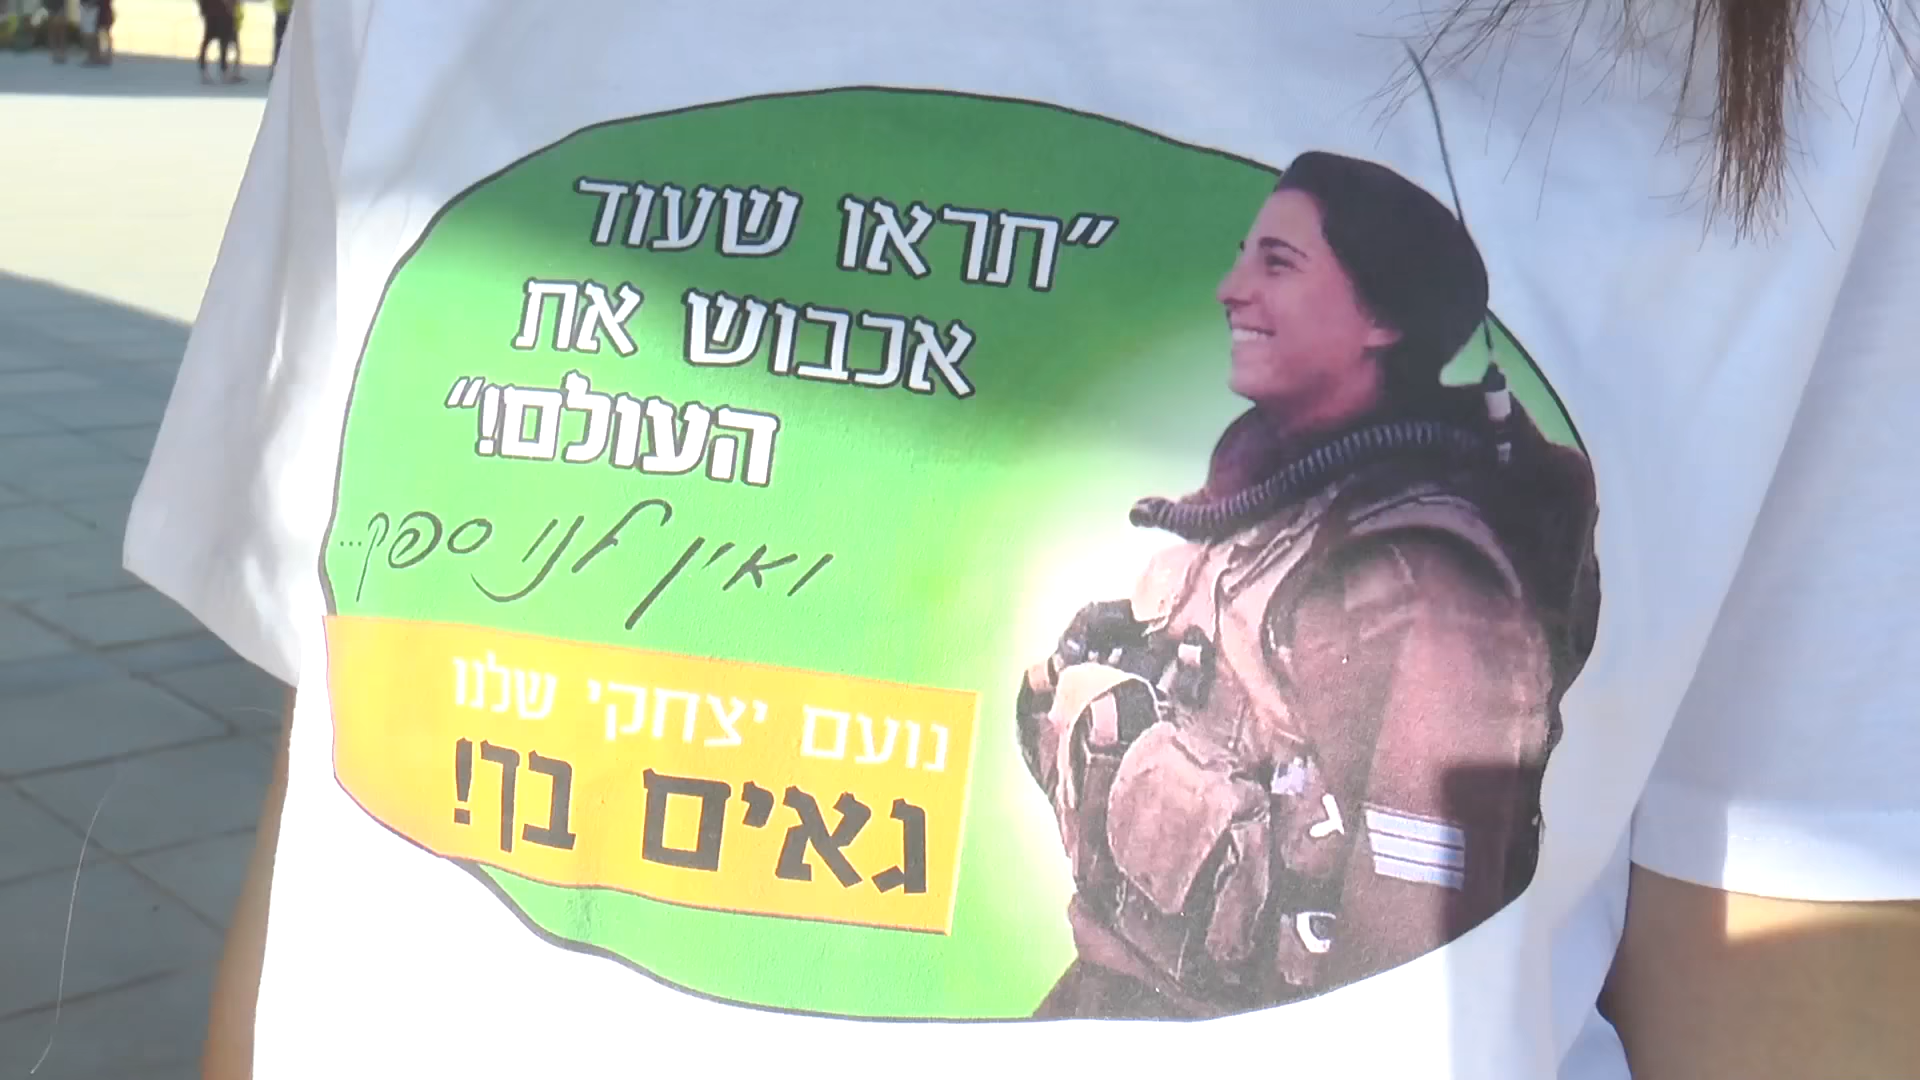 "תראו שעוד
אכבוש את
העולם!"
ואין לנו ספק...
נועם יצחקי שלנו
גאים בך!